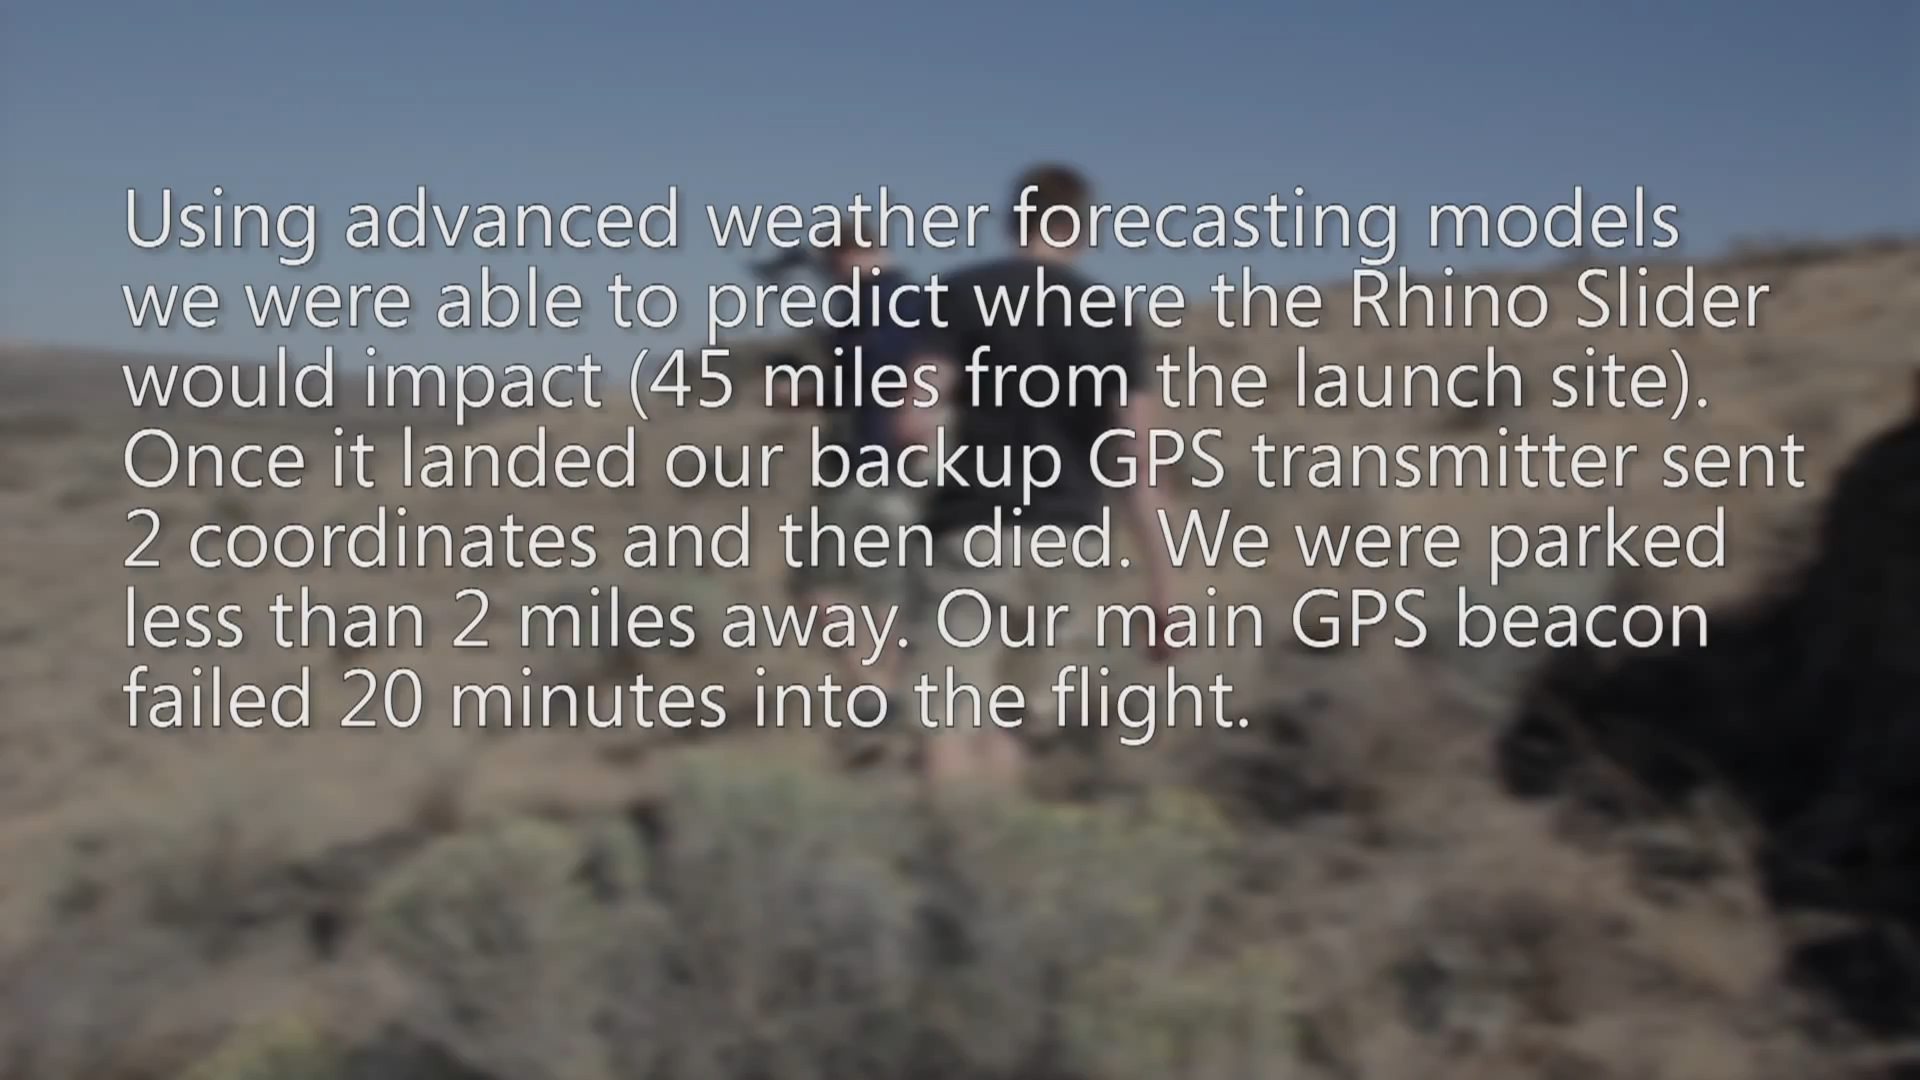 Using advanced weather forecasting models
we were able to predict where the Rhino Slider
would impact (45 miles from the launch site).
Once it landed our backup GPS transmitter sent
2 coordinates and then died. We were parked
less than 2 miles away. Our main GPS beacon
failed 20 minutes into the flight.